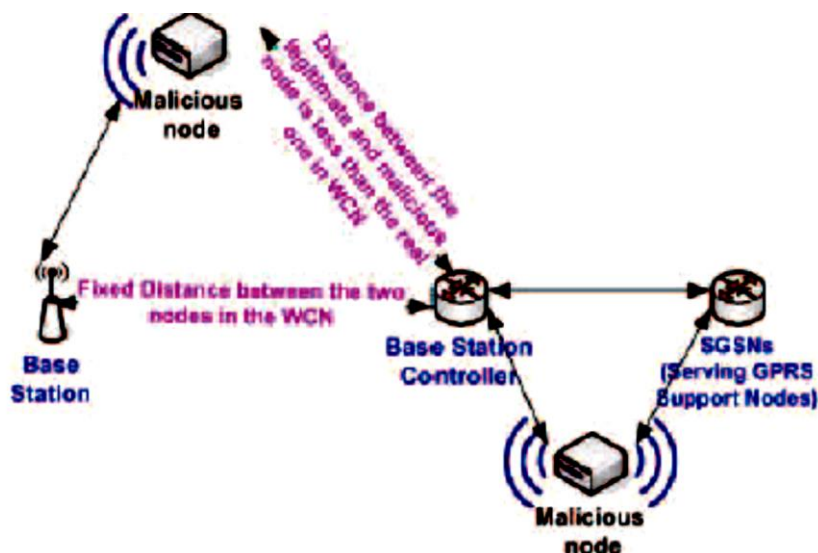 Malicious
node
Distance between the
legitimate and malicious
node is less than the real
one in WCN
Fixed Distance between the two
nodes in the WCN
Base
Station
Base Station
Controller
SGSNs
(Serving GPRS
Support Nodes)
Malicious
node